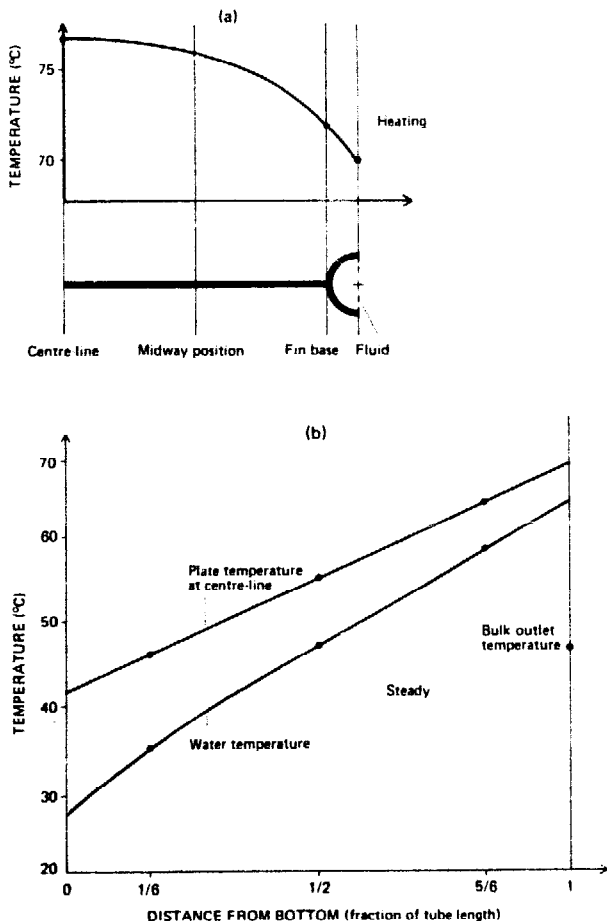 (a)
TEMPERATURE (°C)
75
70
Heating
Centre-line Midway position Fin base Fluid
(b)
TEMPERATURE (°C)
70
60
50
40
30
20
Plate temperature
at centre-line
Bulk outlet
temperature
Steady
Water temperature
0 1/6 1/2 5/6 1
DISTANCE FROM BOTTOM (fraction of tube length)